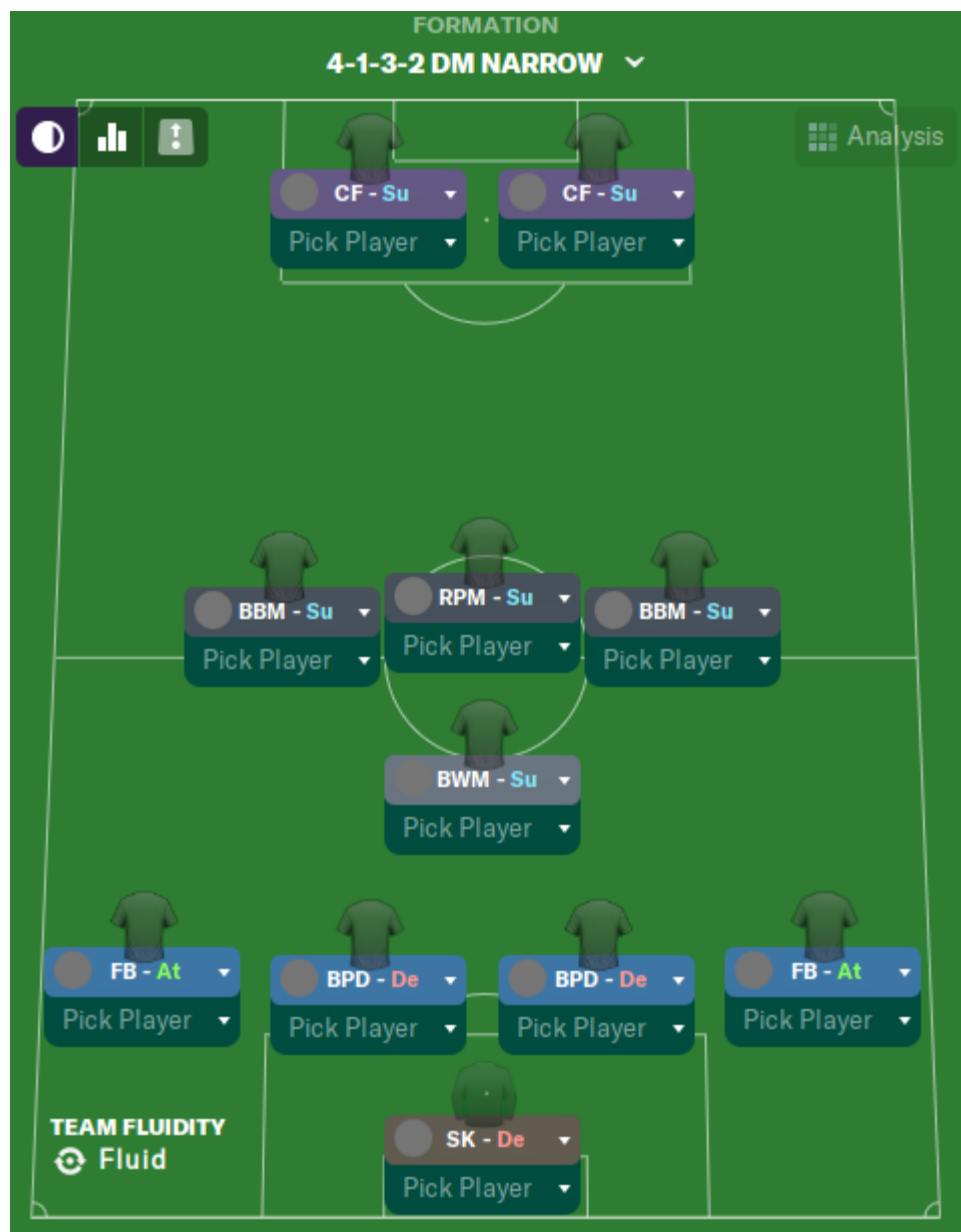 FORMATION
4-1-3-2 DM NARROW
Analysis
CF - Su
CF - Su
Pick Player
Pick Player
BBM - Su
RPM - Su
BBM - Su
Pick Player
Pick Player
Pick Player
BWM - Su
Pick Player
FB - At
BPD - De
BPD - De
FB - At
Pick Player
Pick Player
Pick Player
Pick Player
TEAM FLUIDITY
Fluid
SK - De
Pick Player